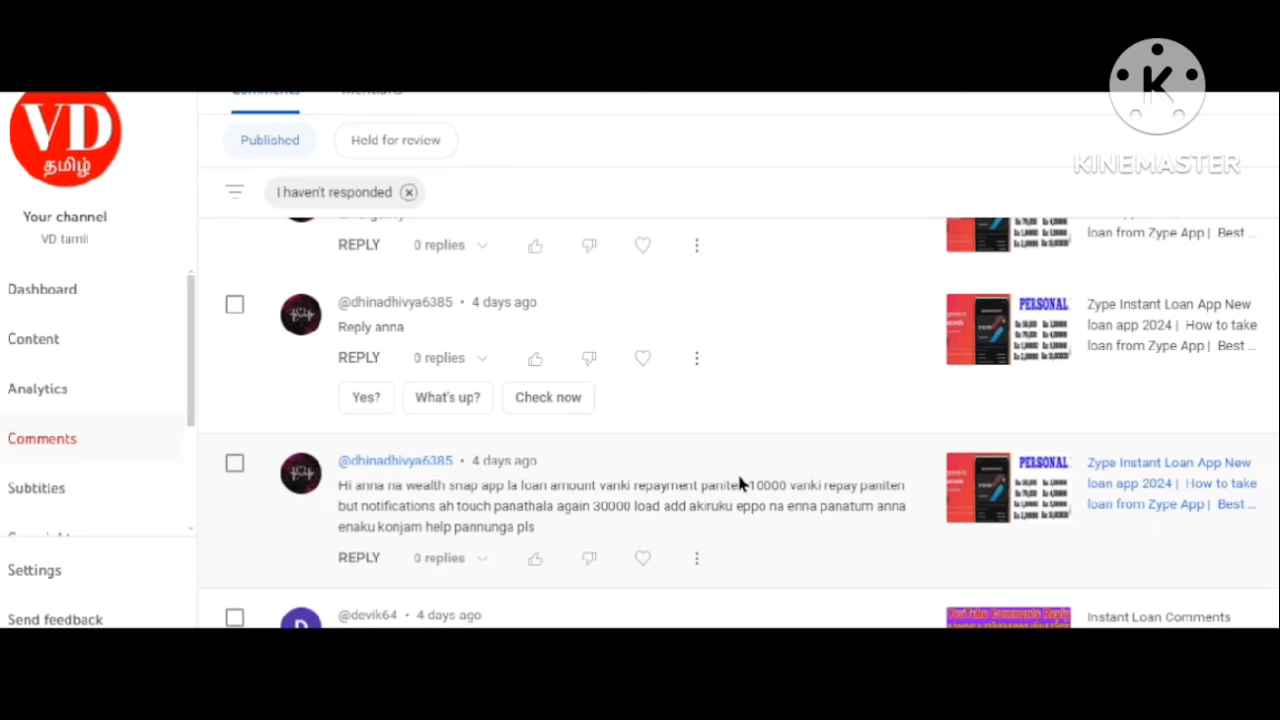 KINEMASTER
VD
தமிழ்
Your channel
VD tamil
Dashboard
Content
Analytics
Comments
Subtitles
Settings
Send feedback
Comments
Mentions
Published
Held for review
I haven't responded
REPLY 0 replies
loan from Zype App | Best ...
@dhinadhivya6385 • 4 days ago
Reply anna
REPLY 0 replies
Yes? What's up? Check now
PERSONAL
Zype Instant Loan App New
loan app 2024 | How to take
loan from Zype App | Best ...
@dhinadhivya6385 • 4 days ago
Hi anna na wealth snap app la loan amount vanki repayment paniten 10000 vanki repay paniten
but notifications ah touch panathala again 30000 load add akiruku eppo na enna panatum anna
enaku konjam help pannunga pls
REPLY 0 replies
PERSONAL
Zype Instant Loan App New
loan app 2024 | How to take
loan from Zype App | Best ...
@devik64 • 4 days ago
D
YouTube Comments Reply
Instant Loan Comments